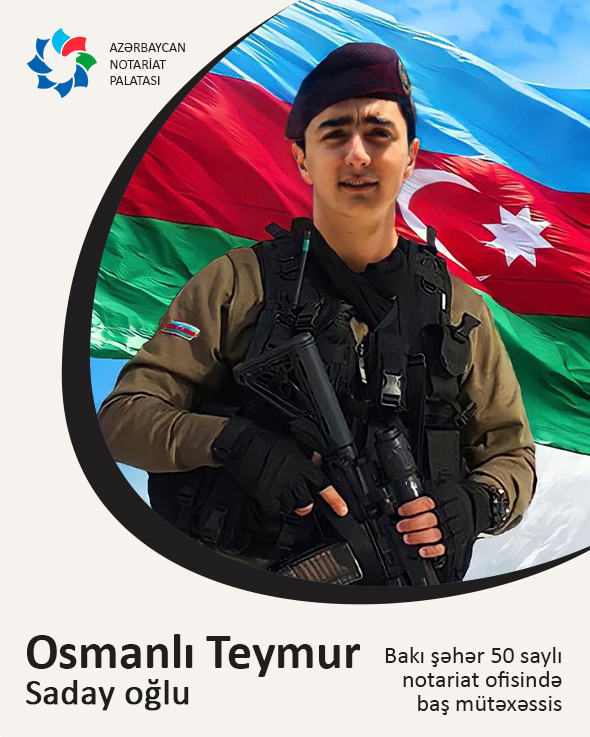 AZƏRBAYCAN
NOTARİAT
PALATASI
Osmanlı Teymur
Saday oğlu
Bakı şəhər 50 saylı
notariat ofisində
baş mütəxəssis